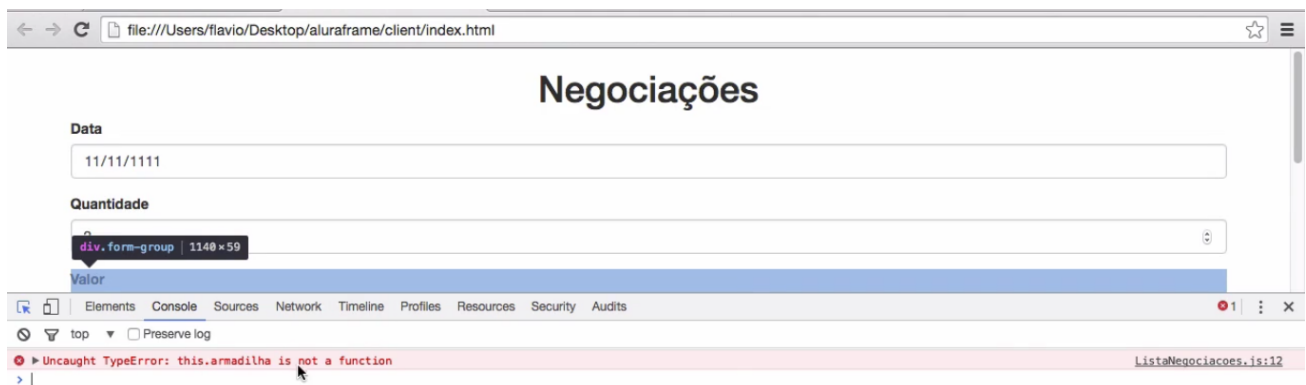 file:///Users/flavio/Desktop/aluraframe/client/index.html
Negociações
Data
11/11/1111
Quantidade
div.form-group | 1140×59
Valor
Elements Console Sources Network Timeline Profiles Resources Security Audits 1
top Preserve log
Uncaught TypeError: this.armadilha is not a function ListaNegociacoes.js:12
>